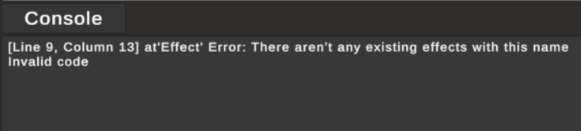 Console
[Line 9, Column 13] at'Effect' Error: There aren't any existing effects with this name
Invalid code